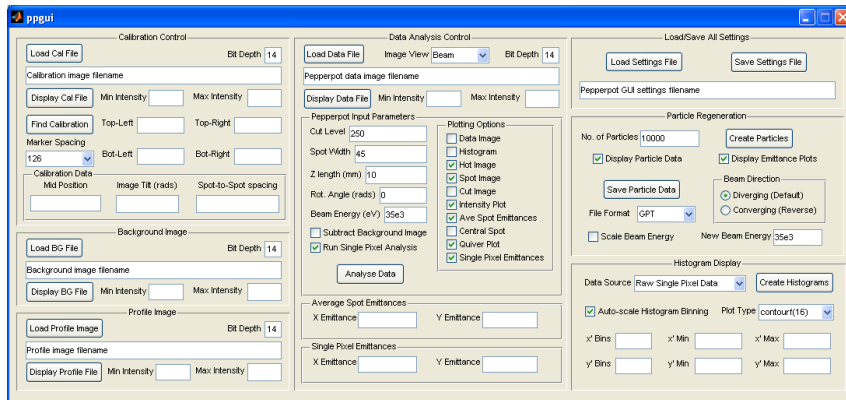 ppgui
Calibration Control
Load Cal File
Bit Depth 14
Calibration image filename
Display Cal File Min Intensity Max Intensity
Find Calibration Top-Left Top-Right
Marker Spacing
126 Bot-Left Bot-Right
Calibration Data
Mid Position Image Tilt (rads) Spot-to-Spot spacing
Background Image
Load BG File Bit Depth 14
Background image filename
Display BG File Min Intensity Max Intensity
Profile Image
Load Profile Image Bit Depth 14
Profile image filename
Display Profile File Min Intensity Max Intensity
Data Analysis Control
Load Data File Image View Beam Bit Depth 14
Pepperpot data image filename
Display Data File Min Intensity Max Intensity
Pepperpot Input Parameters
Cut Level 250
Spot Width 45
Z length (mm) 10
Rot. Angle (rads) 0
Beam Energy (eV) 35e3
Subtract Background Image
Run Single Pixel Analysis
Analyse Data
Plotting Options
Data Image
Histogram
Hot Image
Spot Image
Cut Image
Intensity Plot
Ave Spot Emittances
Central Spot
Quiver Plot
Single Pixel Emittances
Average Spot Emittances
X Emittance Y Emittance
Single Pixel Emittances
X Emittance Y Emittance
Load/Save All Settings
Load Settings File Save Settings File
Pepperpot GUI settings filename
Particle Regeneration
No. of Particles 10000 Create Particles
Display Particle Data Display Emittance Plots
Save Particle Data
File Format GPT
Beam Direction
Diverging (Default)
Converging (Reverse)
Scale Beam Energy New Beam Energy 35e3
Histogram Display
Data Source Raw Single Pixel Data Create Histograms
Auto-scale Histogram Binning Plot Type contourf(16)
x' Bins x' Min x' Max
y' Bins y' Min y' Max